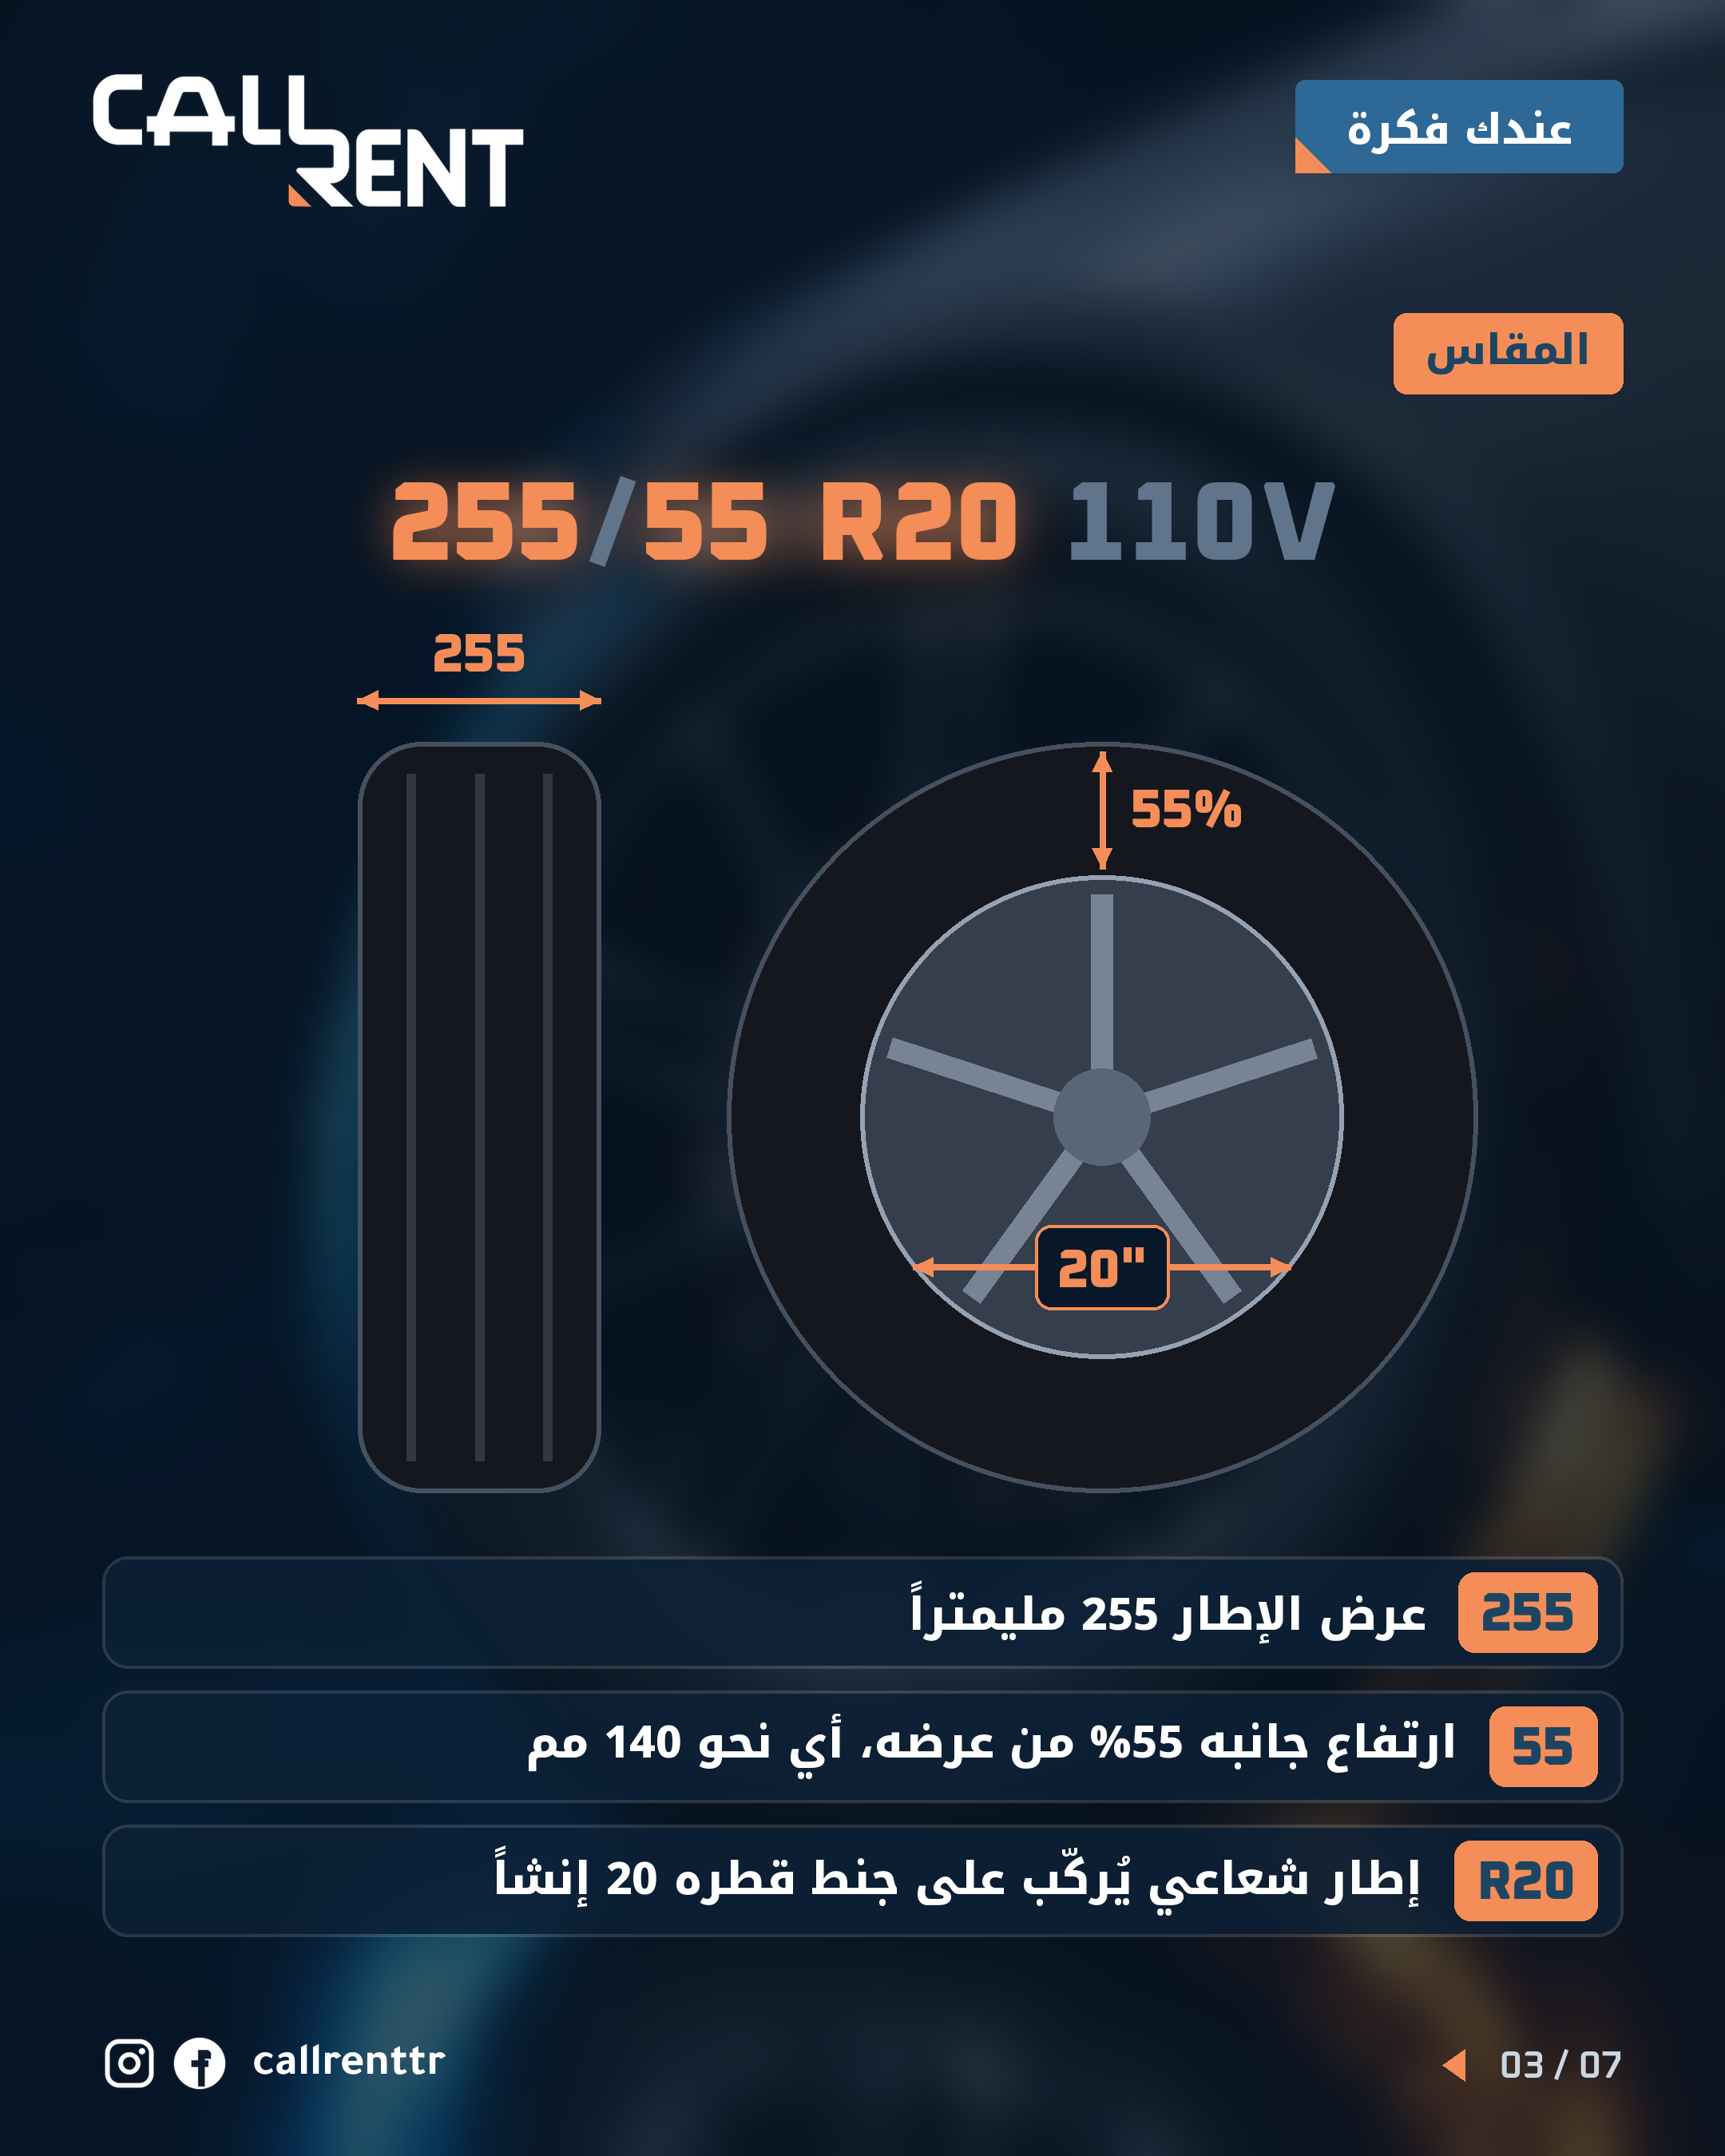 CALL RENT
عندك فكرة
المقاس
255/55 R20 110V
255
55%
20"
255 عرض الإطار 255 مليمتراً
55 ارتفاع جانبه 55% من عرضه، أي نحو 140 مم
R20 إطار شعاعي يُركّب على جنط قطره 20 إنشاً
callrenttr
03 / 07